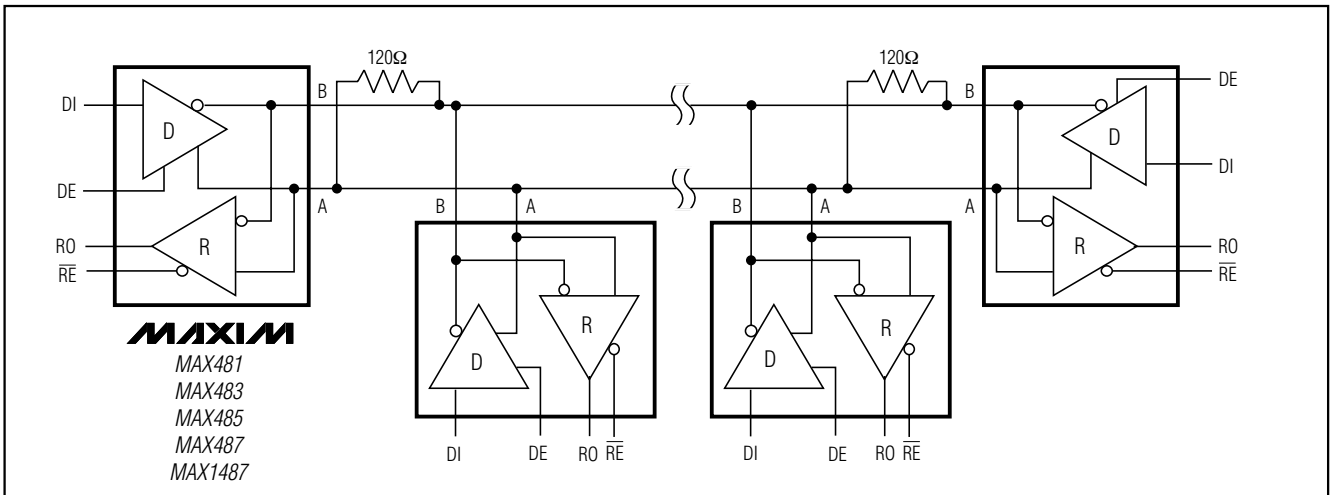 120Ω
120Ω
DI
B
B
DE
D
D
DI
DE
A
B
A
B
A
A
RO
R
R
RO
RE
RE
MAXIM
MAX481
MAX483
MAX485
MAX487
MAX1487
R
D
R
D
DI
DE
RO
RE
DI
DE
RO
RE